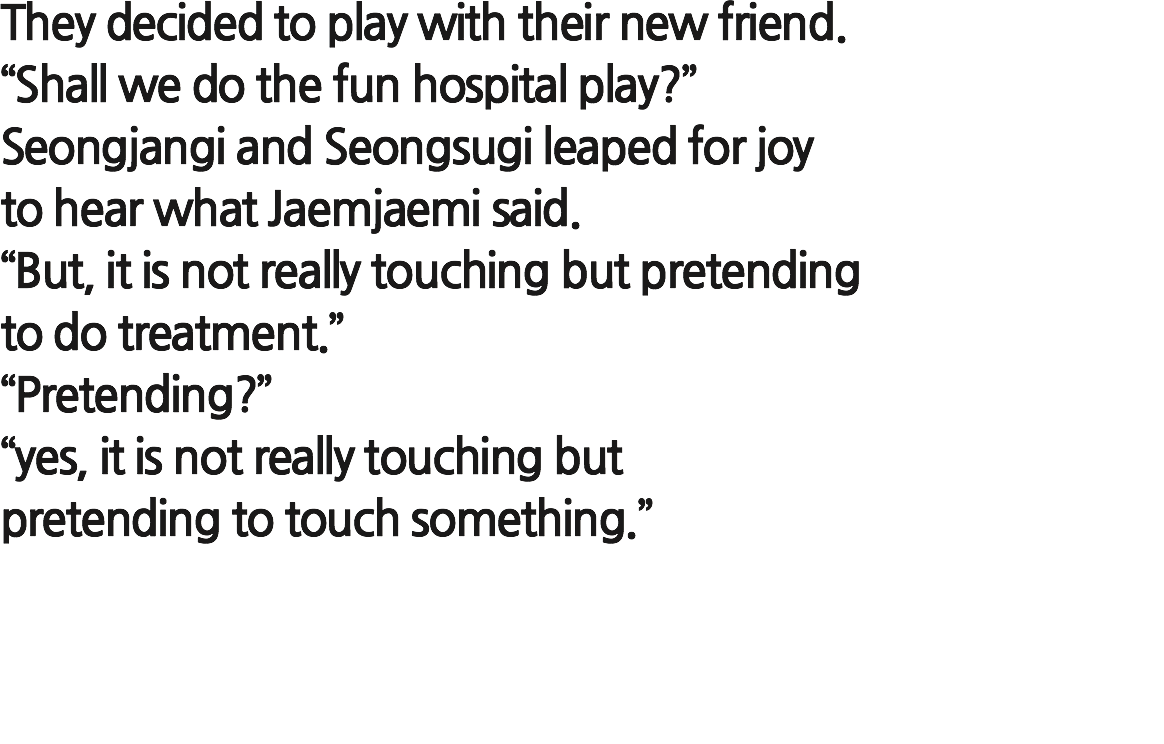 They decided to play with their new friend.
“Shall we do the fun hospital play?”
Seongjangi and Seongsugi leaped for joy
to hear what Jaemjaemi said.
“But, it is not really touching but pretending
to do treatment.”
“Pretending?”
“yes, it is not really touching but
pretending to touch something.”